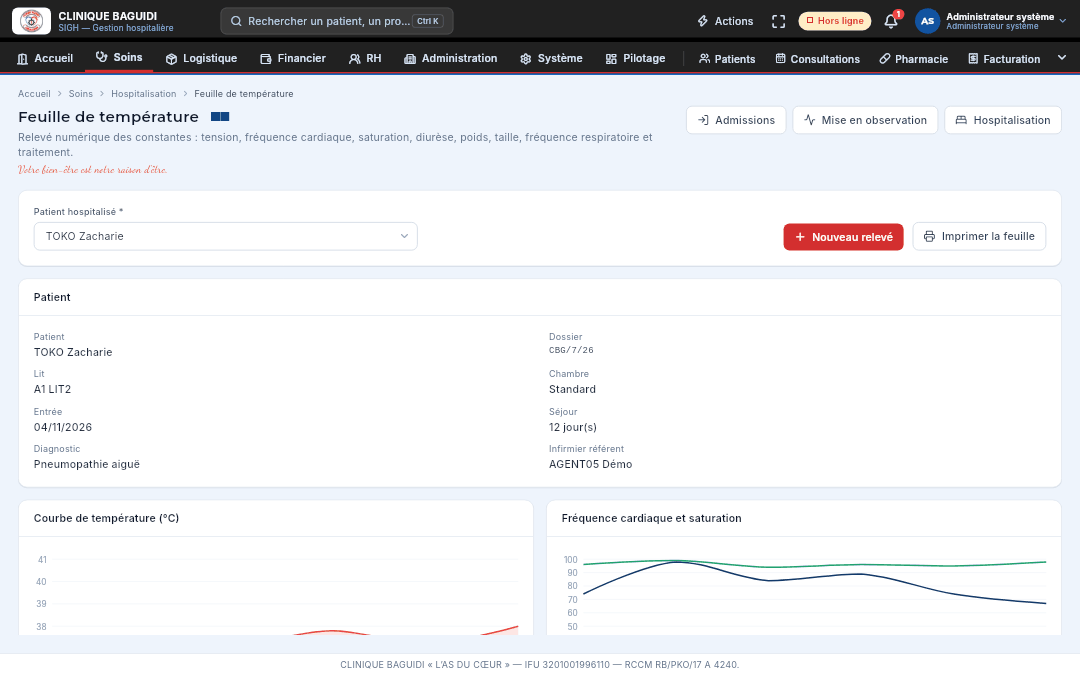 CLINIQUE BAGUIDI
SIGH — Gestion hospitalière
Rechercher un patient, un pro... Ctrl K
Actions
Hors ligne
1
AS
Administrateur système
Administrateur système
Accueil Soins Logistique Financier RH Administration Système Pilotage Patients Consultations Pharmacie Facturation
Accueil > Soins > Hospitalisation > Feuille de température
Feuille de température
Relevé numérique des constantes : tension, fréquence cardiaque, saturation, diurèse, poids, taille, fréquence respiratoire et
traitement.
Votre bien-être est notre raison d'être.
Admissions Mise en observation Hospitalisation
Patient hospitalisé *
TOKO Zacharie
+ Nouveau relevé Imprimer la feuille
Patient
Patient
TOKO Zacharie
Dossier
CBG/7/26
Lit
A1 LIT2
Chambre
Standard
Entrée
04/11/2026
Séjour
12 jour(s)
Diagnostic
Pneumopathie aiguë
Infirmier référent
AGENT05 Démo
Courbe de température (°C)
41
40
39
38
Fréquence cardiaque et saturation
100
90
80
70
60
50
CLINIQUE BAGUIDI « L'AS DU CŒUR » — IFU 3201001996110 — RCCM RB/PKO/17 A 4240.